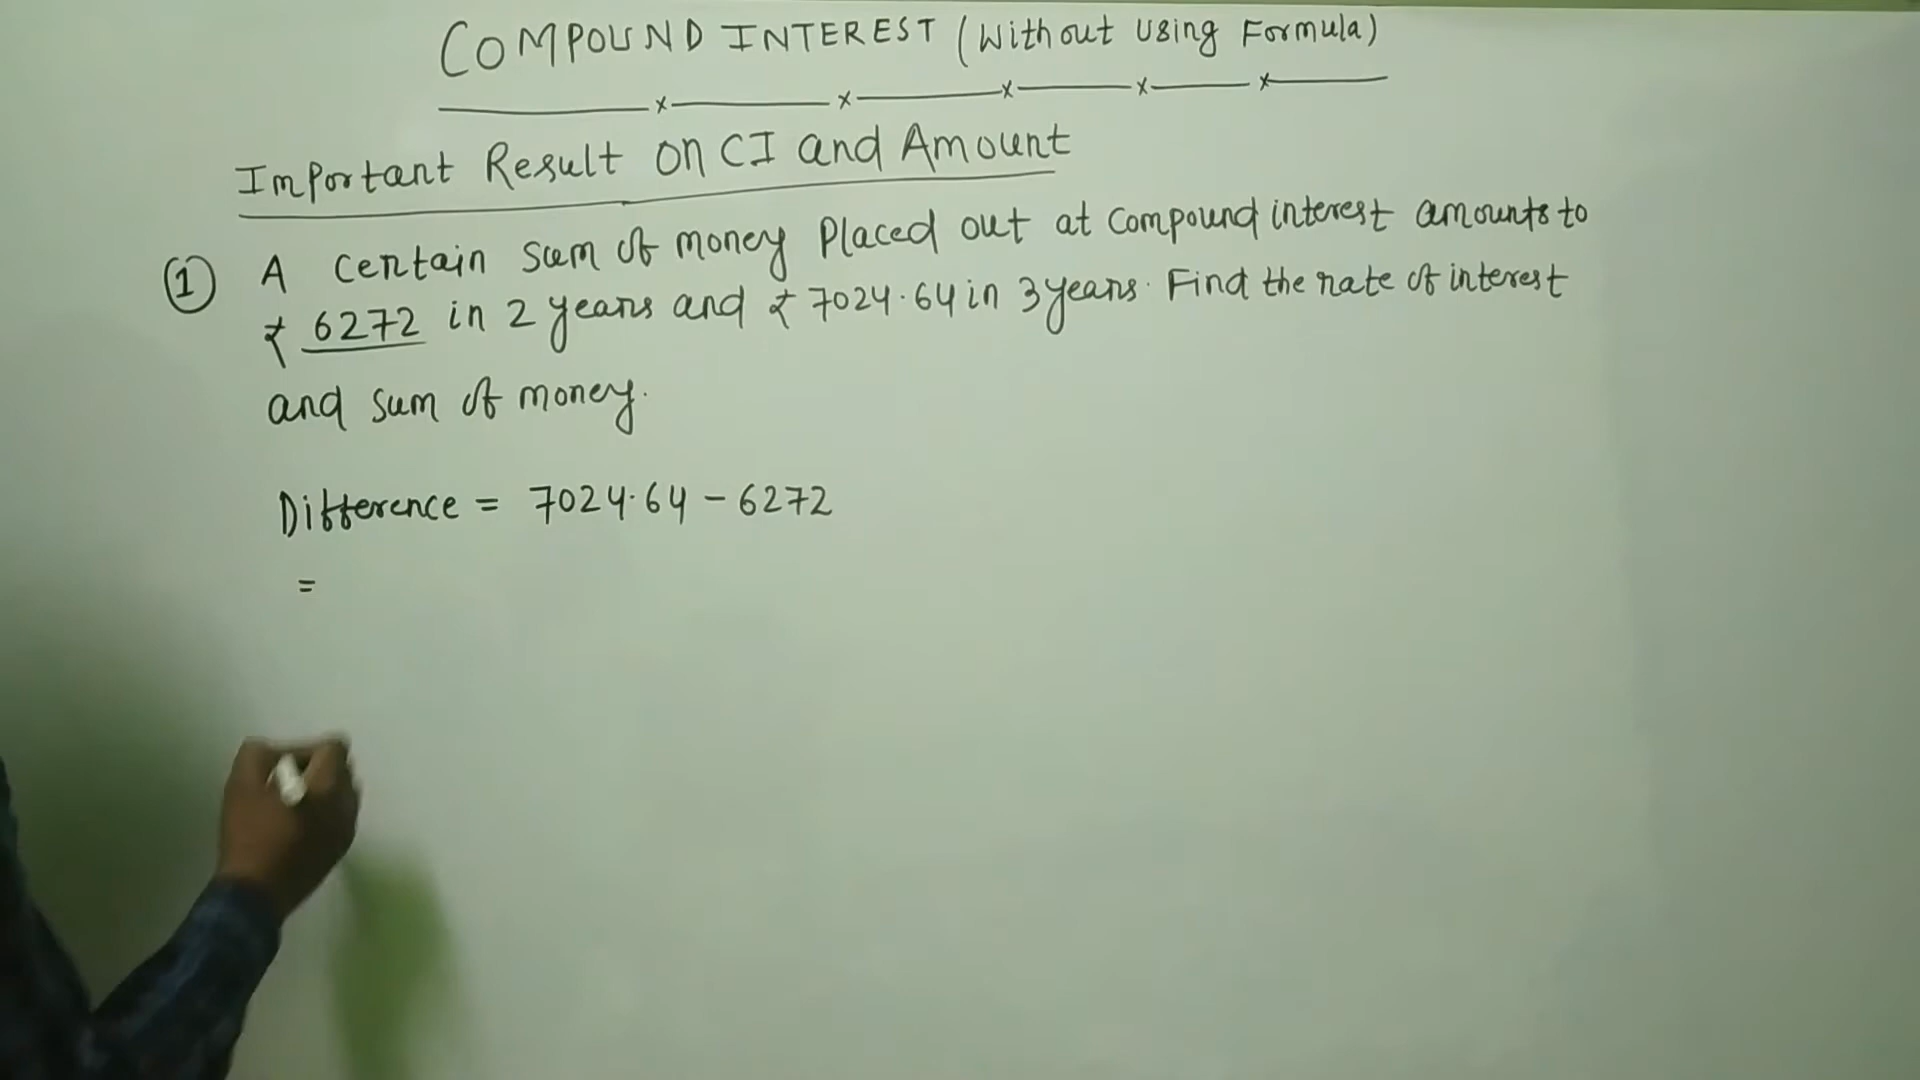 COMPOUND INTEREST (Without Using Formula)
Important Result on CI and Amount
① A certain sum of money Placed out at Compound interest amounts to
₹ 6272 in 2 years and ₹ 7024.64 in 3 years. Find the rate of interest
and sum of money.
Difference = 7024.64 - 6272
=